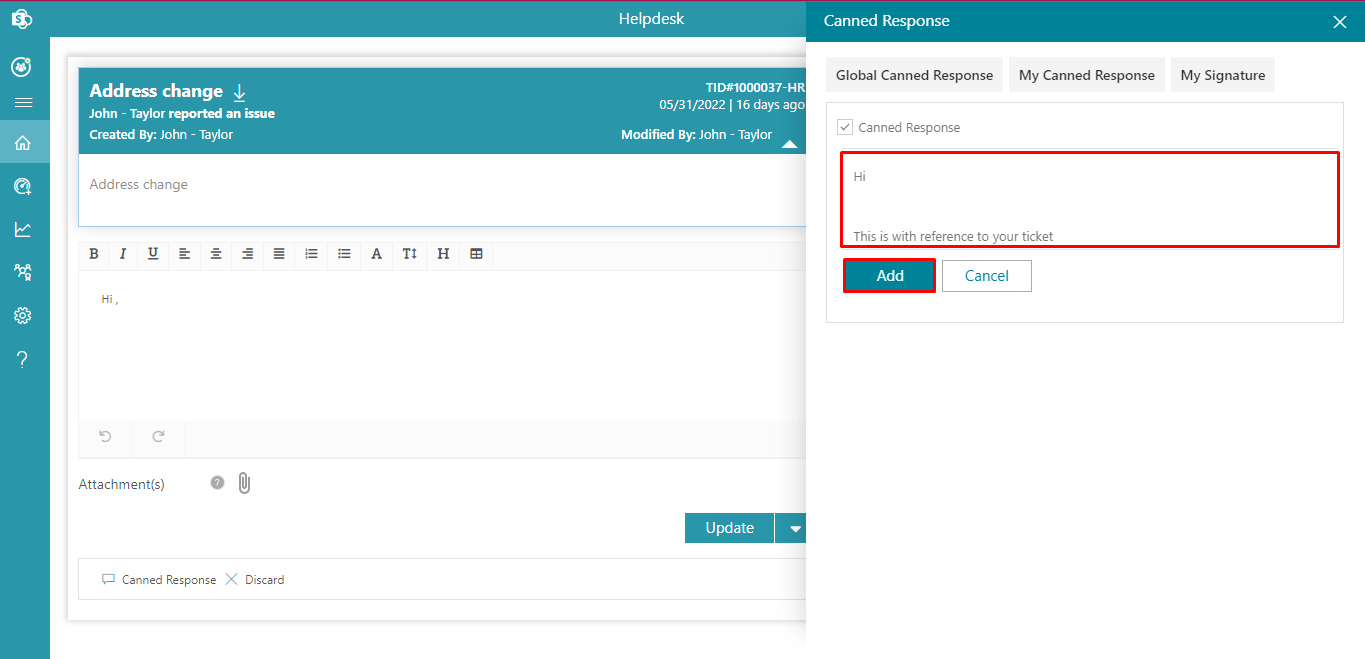 Helpdesk
Canned Response
Address change
TID#1000037-HR
John - Taylor reported an issue
05/31/2022 | 16 days ago
Created By: John - Taylor
Modified By: John - Taylor
Address change
B I U A T H
Hi ,
Attachment(s)
?
Update
Canned Response
Discard
Global Canned Response
My Canned Response
My Signature
Canned Response
Hi
This is with reference to your ticket
Add
Cancel